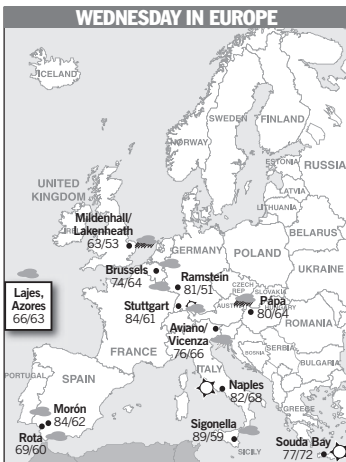 WEDNESDAY IN EUROPE
ICELAND
SWEDEN
FINLAND
NORWAY
ESTONIA
RUSSIA
LATVIA
LITHUANIA
UNITED
KINGDOM
BELARUS
Mildenhall/
Lakenheath
63/53
GERMANY
POLAND
UKRAINE
Brussels
74/64
Ramstein
81/51
CZECH
REP
SLOVAKIA
Lajes,
Azores
66/63
Stuttgart
84/61
Pápa
80/64
HUNGARY
ROMANIA
Aviano/
Vicenza
76/66
FRANCE
BOSNIA
SERBIA
BULGARIA
ITALY
PORTUGAL
SPAIN
Naples
82/68
Morón
84/62
GREECE
Rota
69/60
Sigonella
89/59
SICILY
Souda Bay
77/72